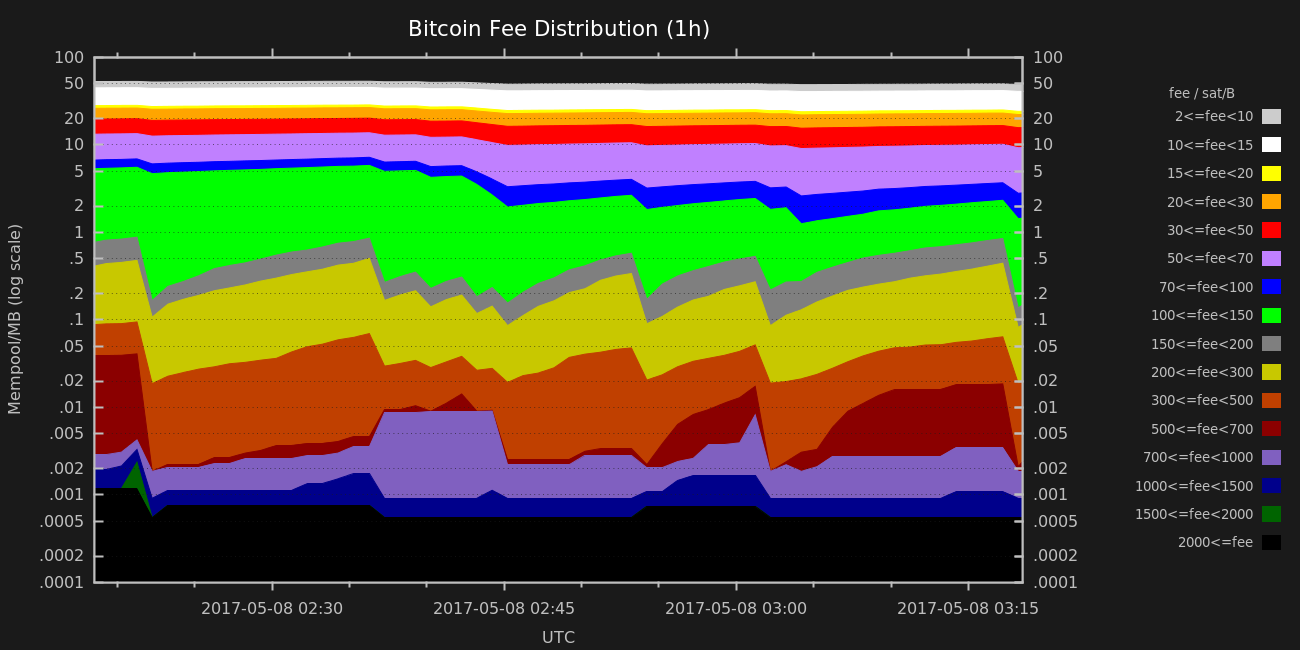 Bitcoin Fee Distribution (1h)
100
50
20
10
5
2
1
.5
.2
.1
.05
.02
.01
.005
.002
.001
.0005
.0002
.0001
Mempool/MB (log scale)
100
50
20
10
5
2
1
.5
.2
.1
.05
.02
.01
.005
.002
.001
.0005
.0002
.0001
2017-05-08 02:30
2017-05-08 02:45
2017-05-08 03:00
2017-05-08 03:15
UTC
fee / sat/B
2<=fee<10
10<=fee<15
15<=fee<20
20<=fee<30
30<=fee<50
50<=fee<70
70<=fee<100
100<=fee<150
150<=fee<200
200<=fee<300
300<=fee<500
500<=fee<700
700<=fee<1000
1000<=fee<1500
1500<=fee<2000
2000<=fee